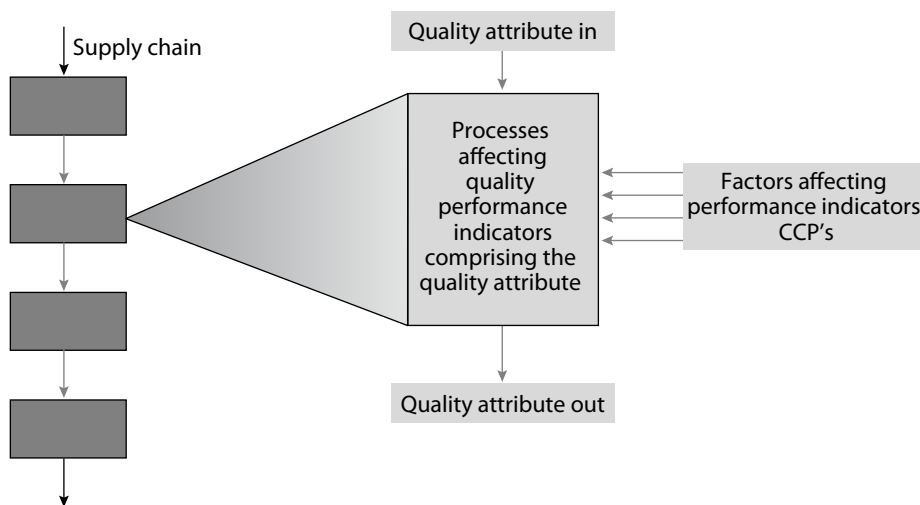 Supply chain
Quality attribute in
Processes
affecting
quality
performance
indicators
comprising the
quality attribute
Factors affecting
performance indicators
CCP's
Quality attribute out